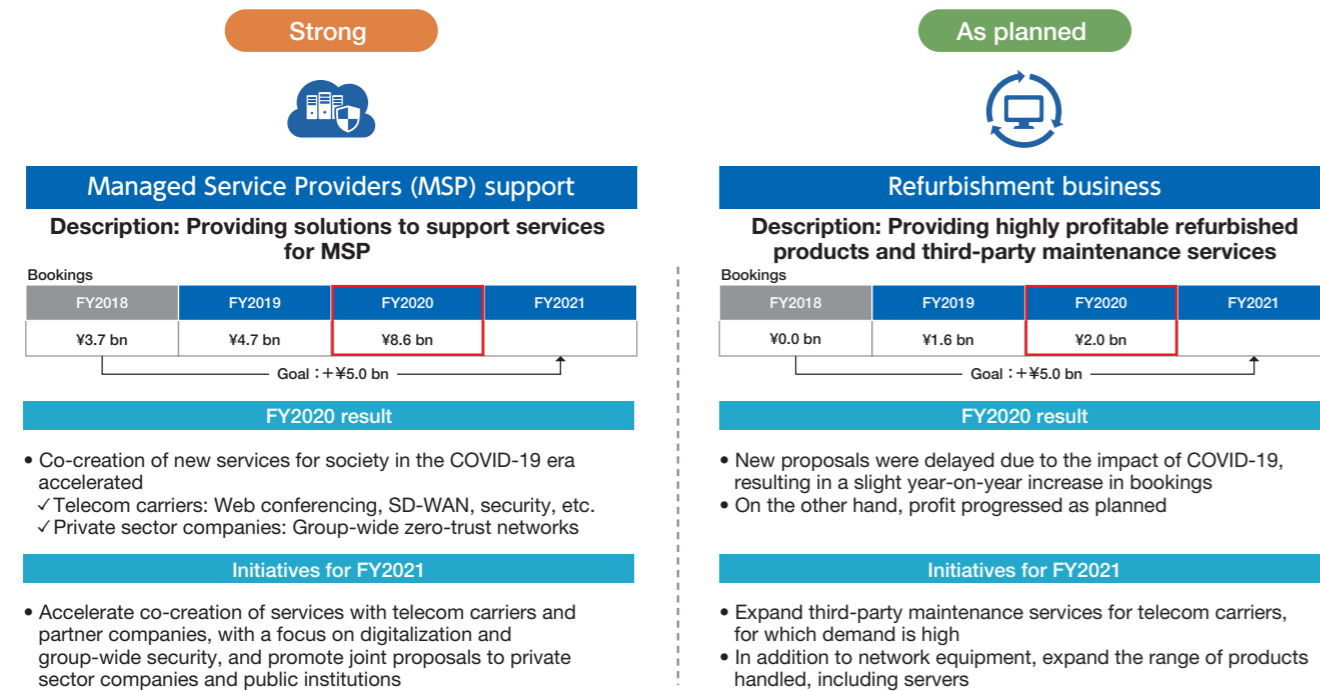 Strong
Managed Service Providers (MSP) support
Description: Providing solutions to support services
for MSP
Bookings
FY2018 FY2019 FY2020 FY2021
¥3.7 bn ¥4.7 bn ¥8.6 bn
Goal：+¥5.0 bn
FY2020 result
• Co-creation of new services for society in the COVID-19 era
accelerated
✓Telecom carriers: Web conferencing, SD-WAN, security, etc.
✓Private sector companies: Group-wide zero-trust networks
Initiatives for FY2021
• Accelerate co-creation of services with telecom carriers and
partner companies, with a focus on digitalization and
group-wide security, and promote joint proposals to private
sector companies and public institutions
As planned
Refurbishment business
Description: Providing highly profitable refurbished
products and third-party maintenance services
Bookings
FY2018 FY2019 FY2020 FY2021
¥0.0 bn ¥1.6 bn ¥2.0 bn
Goal：+¥5.0 bn
FY2020 result
• New proposals were delayed due to the impact of COVID-19,
resulting in a slight year-on-year increase in bookings
• On the other hand, profit progressed as planned
Initiatives for FY2021
• Expand third-party maintenance services for telecom carriers,
for which demand is high
• In addition to network equipment, expand the range of products
handled, including servers